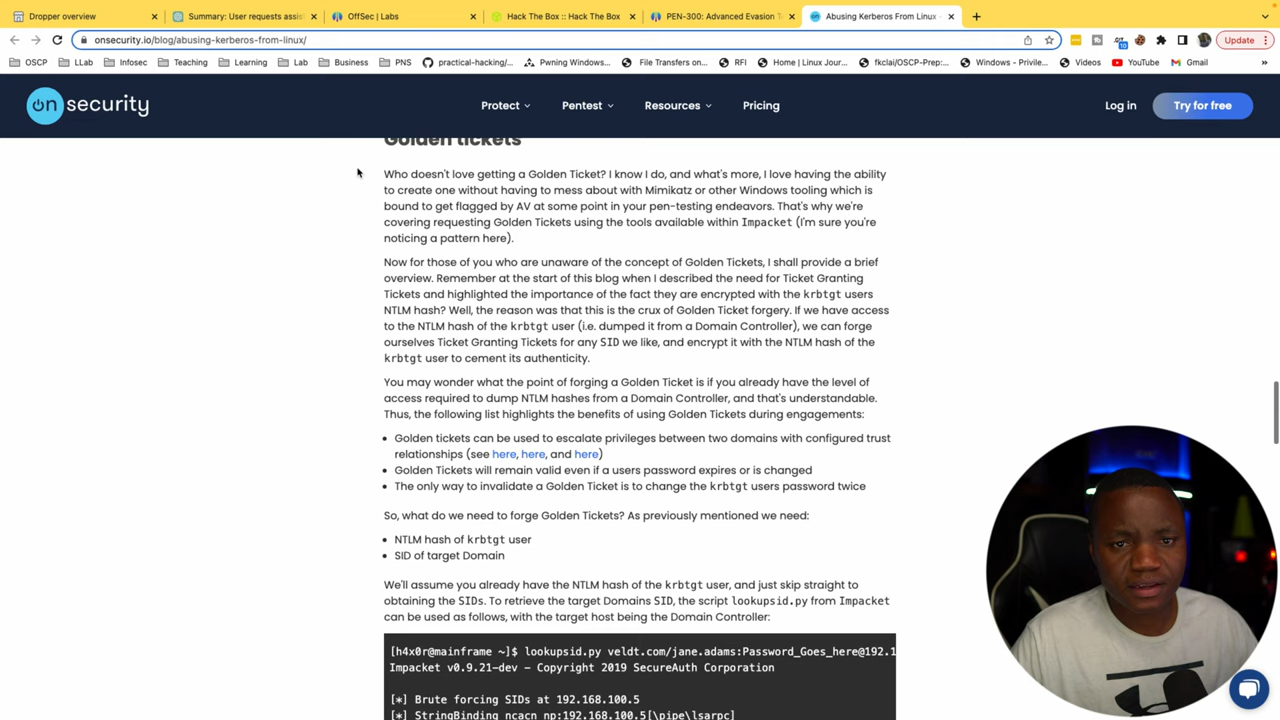 Dropper overview
Summary: User requests assis
OffSec | Labs
Hack The Box :: Hack The Box
PEN-300: Advanced Evasion T
Abusing Kerberos From Linux
onsecurity.io/blog/abusing-kerberos-from-linux/
10
Update
OSCP
LLab
Infosec
Teaching
Learning
Lab
Business
PNS
practical-hacking/...
Pwning Windows...
File Transfers on...
RFI
Home | Linux Jour...
fkclai/OSCP-Prep:...
Windows - Privile...
Videos
YouTube
Gmail
»
on security
Protect
Pentest
Resources
Pricing
Log in
Try for free
Golden tickets
Who doesn't love getting a Golden Ticket? I know I do, and what's more, I love having the ability
to create one without having to mess about with Mimikatz or other Windows tooling which is
bound to get flagged by AV at some point in your pen-testing endeavors. That's why we're
covering requesting Golden Tickets using the tools available within Impacket (I'm sure you're
noticing a pattern here).
Now for those of you who are unaware of the concept of Golden Tickets, I shall provide a brief
overview. Remember at the start of this blog when I described the need for Ticket Granting
Tickets and highlighted the importance of the fact they are encrypted with the krbtgt users
NTLM hash? Well, the reason was that this is the crux of Golden Ticket forgery. If we have access
to the NTLM hash of the krbtgt user (i.e. dumped it from a Domain Controller), we can forge
ourselves Ticket Granting Tickets for any SID we like, and encrypt it with the NTLM hash of the
krbtgt user to cement its authenticity.
You may wonder what the point of forging a Golden Ticket is if you already have the level of
access required to dump NTLM hashes from a Domain Controller, and that's understandable.
Thus, the following list highlights the benefits of using Golden Tickets during engagements:
• Golden tickets can be used to escalate privileges between two domains with configured trust
relationships (see here, here, and here)
• Golden Tickets will remain valid even if a users password expires or is changed
• The only way to invalidate a Golden Ticket is to change the krbtgt users password twice
So, what do we need to forge Golden Tickets? As previously mentioned we need:
• NTLM hash of krbtgt user
• SID of target Domain
We'll assume you already have the NTLM hash of the krbtgt user, and just skip straight to
obtaining the SIDs. To retrieve the target Domains SID, the script lookupsid.py from Impacket
can be used as follows, with the target host being the Domain Controller:
[h4x0r@mainframe ~]$ lookupsid.py veldt.com/jane.adams:Password_Goes_here@192.1
Impacket v0.9.21-dev - Copyright 2019 SecureAuth Corporation
[*] Brute forcing SIDs at 192.168.100.5
[*] StringBinding ncacn_np:192.168.100.5[\pipe\lsarpc]